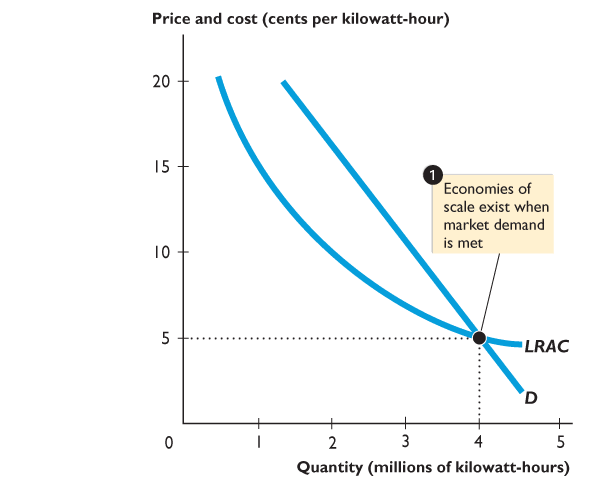 Price and cost (cents per kilowatt-hour)
20
15
10
5
0
1
2
3
4
5
1
Economies of
scale exist when
market demand
is met
LRAC
D
Quantity (millions of kilowatt-hours)